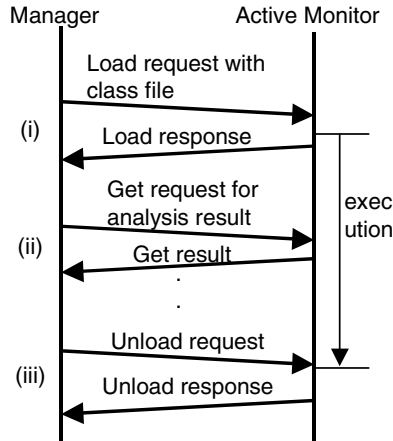 Manager Active Monitor
Load request with
class file
(i)
Load response
Get request for
analysis result
exec
ution
(ii)
Get result
.
.
Unload request
(iii)
Unload response